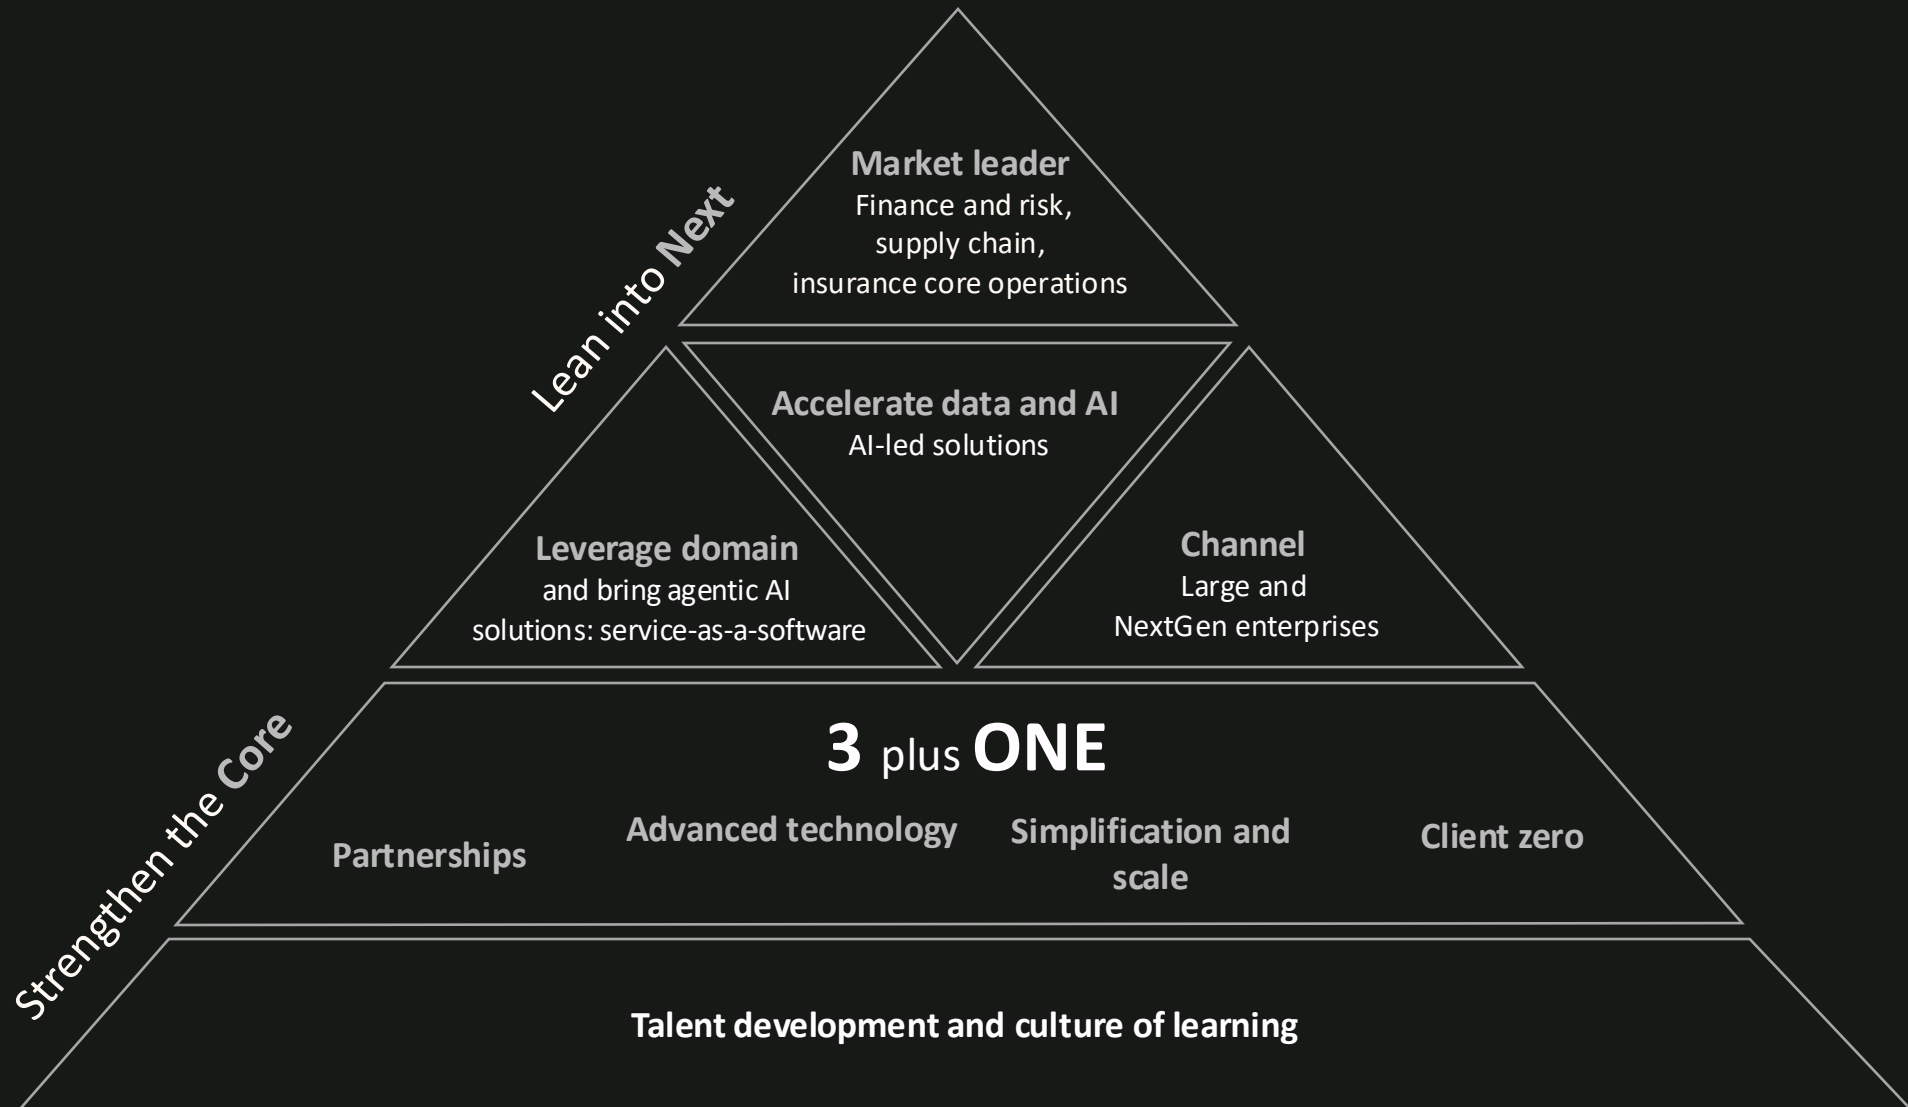 Market leader
Finance and risk,
supply chain,
insurance core operations
Lean into Next
Accelerate data and AI
AI-led solutions
Leverage domain
and bring agentic AI
solutions: service-as-a-software
Channel
Large and
NextGen enterprises
Strengthen the Core
3 plus ONE
Partnerships
Advanced technology
Simplification and
scale
Client zero
Talent development and culture of learning